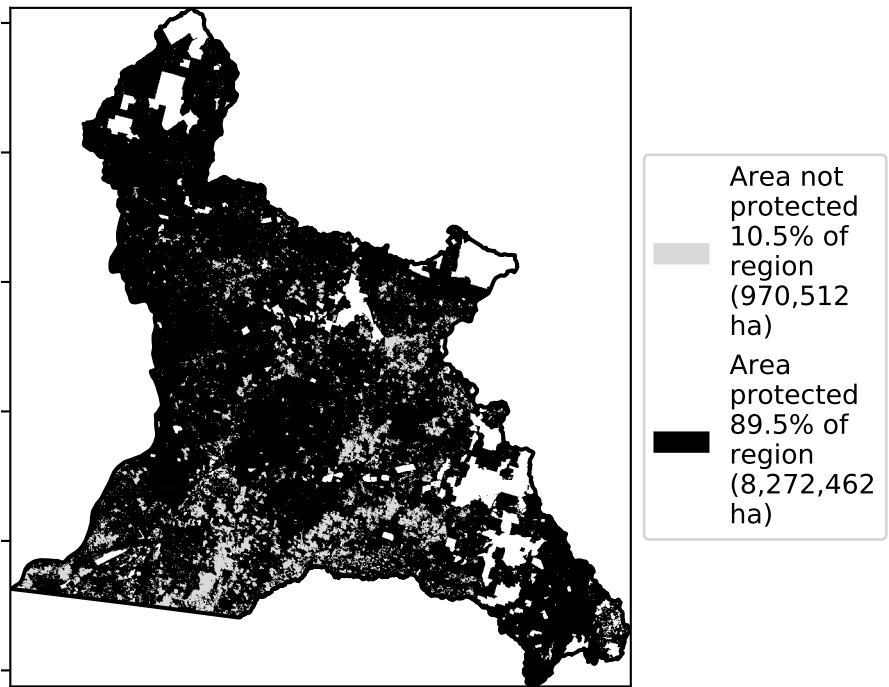 Area not
protected
10.5% of
region
(970,512
ha)
Area
protected
89.5% of
region
(8,272,462
ha)